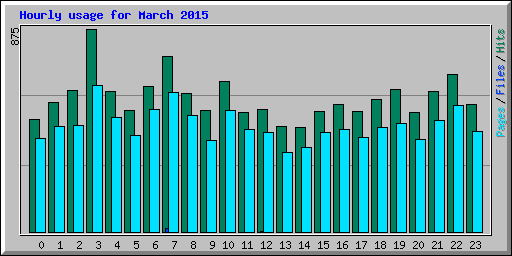 Hourly usage for March 2015
875
Pages/Files/Hits
0 1 2 3 4 5 6 7 8 9 10 11 12 13 14 15 16 17 18 19 20 21 22 23